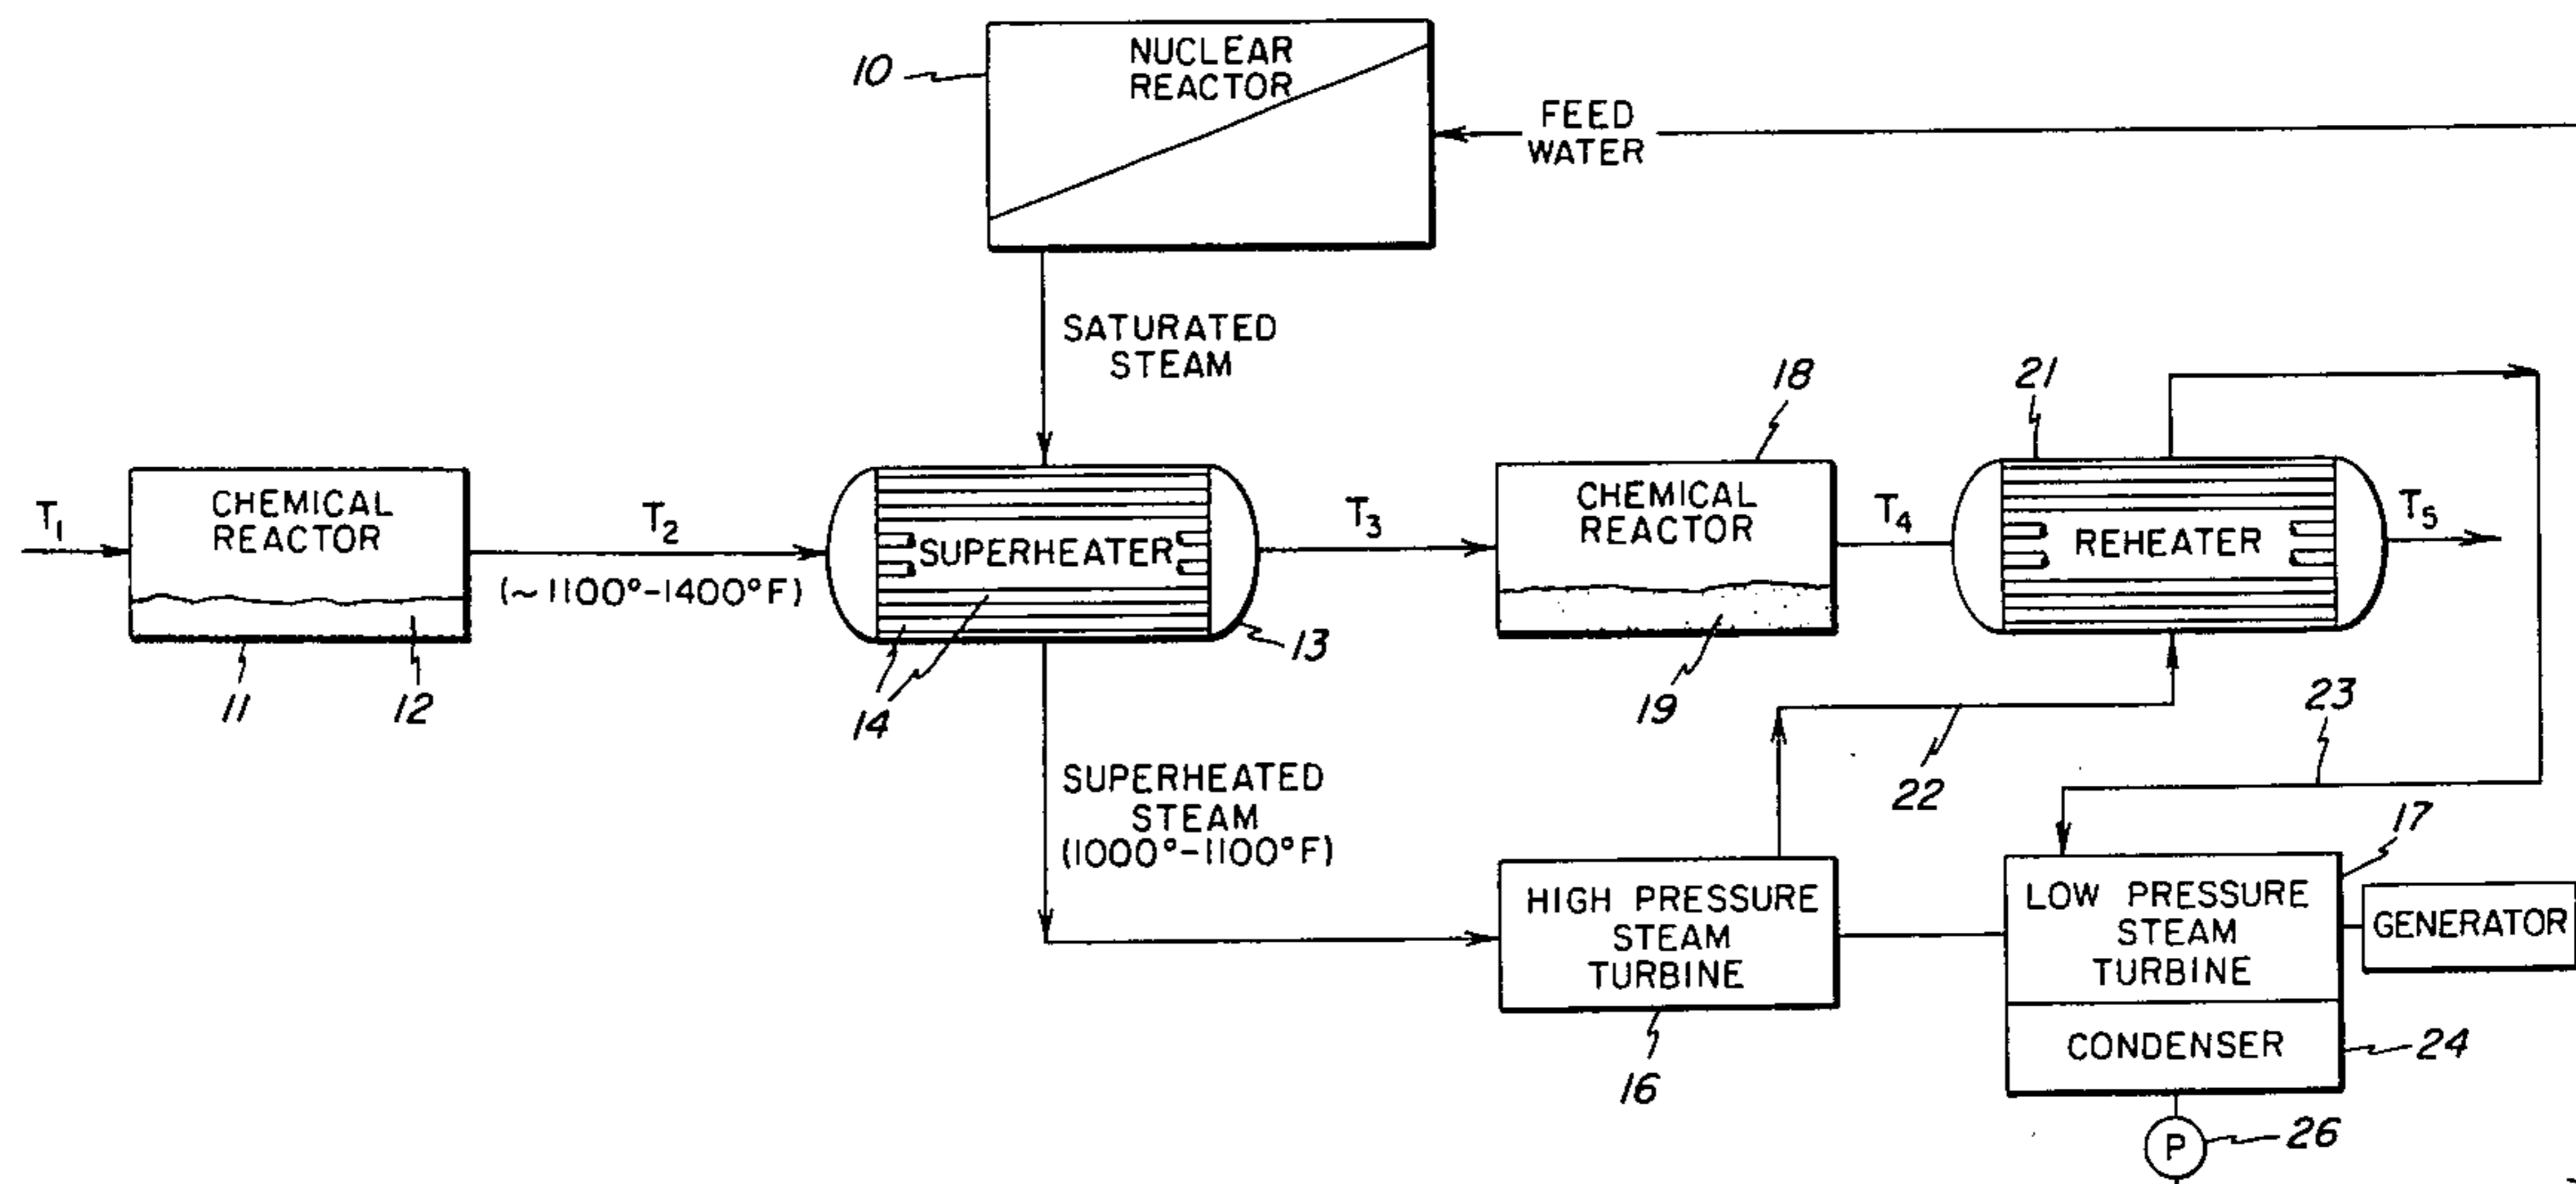 10
NUCLEAR
REACTOR
FEED
WATER
SATURATED
STEAM
18
21
T1
CHEMICAL
REACTOR
T2
(~1100°-1400°F)
SUPERHEATER
T3
CHEMICAL
REACTOR
T4
REHEATER
T5
11
12
14
13
19
22
23
SUPERHEATED
STEAM
(1000°-1100°F)
17
HIGH PRESSURE
STEAM
TURBINE
LOW PRESSURE
STEAM
TURBINE
GENERATOR
CONDENSER
24
16
P
26